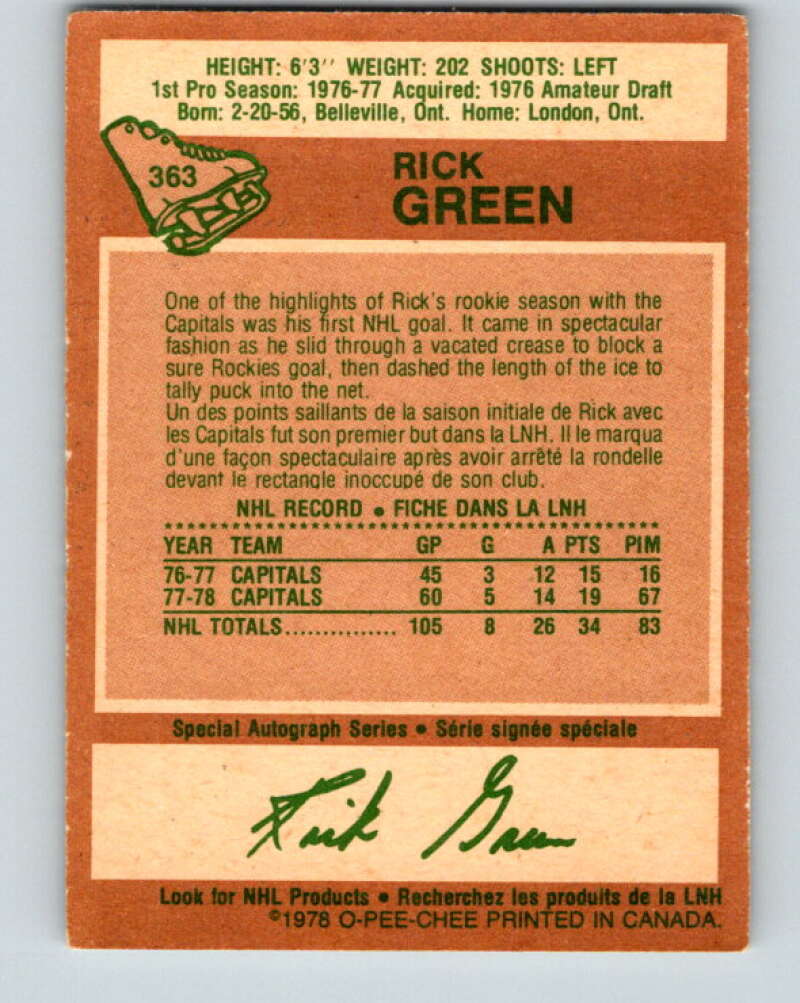 HEIGHT: 6'3'' WEIGHT: 202 SHOOTS: LEFT
1st Pro Season: 1976-77 Acquired: 1976 Amateur Draft
Born: 2-20-56, Belleville, Ont. Home: London, Ont.
363
RICK
GREEN
One of the highlights of Rick's rookie season with the
Capitals was his first NHL goal. It came in spectacular
fashion as he slid through a vacated crease to block a
sure Rockies goal, then dashed the length of the ice to
tally puck into the net.
Un des points saillants de la saison initiale de Rick avec
les Capitals fut son premier but dans la LNH. Il le marqua
d'une façon spectaculaire après avoir arrêté la rondelle
devant le rectangle inoccupé de son club.
NHL RECORD • FICHE DANS LA LNH
YEAR TEAM GP G A PTS PIM
76-77 CAPITALS 45 3 12 15 16
77-78 CAPITALS 60 5 14 19 67
NHL TOTALS............... 105 8 26 34 83
Special Autograph Series • Série signée spéciale
Rick Green
Look for NHL Products • Recherchez les produits de la LNH
©1978 O-PEE-CHEE PRINTED IN CANADA.